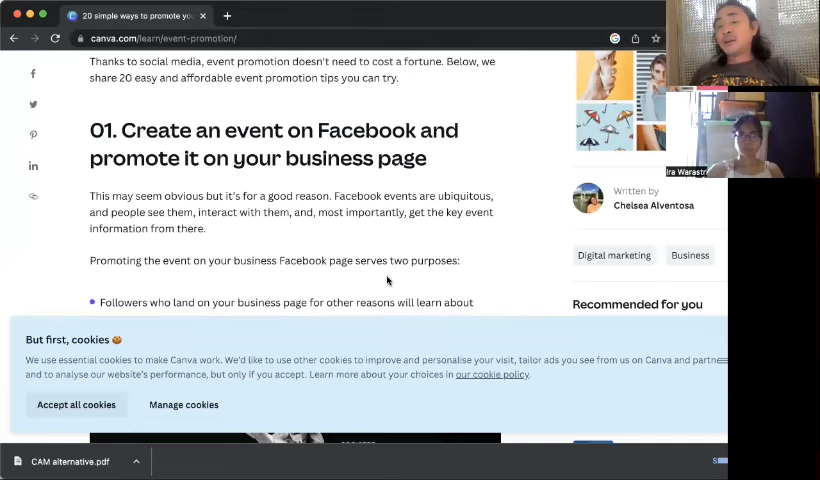 20 simple ways to promote you
canva.com/learn/event-promotion/
Thanks to social media, event promotion doesn't need to cost a fortune. Below, we
share 20 easy and affordable event promotion tips you can try.
01. Create an event on Facebook and
promote it on your business page
This may seem obvious but it's for a good reason. Facebook events are ubiquitous,
and people see them, interact with them, and, most importantly, get the key event
information from there.
Promoting the event on your business Facebook page serves two purposes:
Followers who land on your business page for other reasons will learn about
Written by
Chelsea Alventosa
Digital marketing
Business
Recommended for you
Ira Warastr
But first, cookies 🍪
We use essential cookies to make Canva work. We'd like to use other cookies to improve and personalise your visit, tailor ads you see from us on Canva and partne
and to analyse our website's performance, but only if you accept. Learn more about your choices in our cookie policy.
Accept all cookies
Manage cookies
CAM alternative.pdf